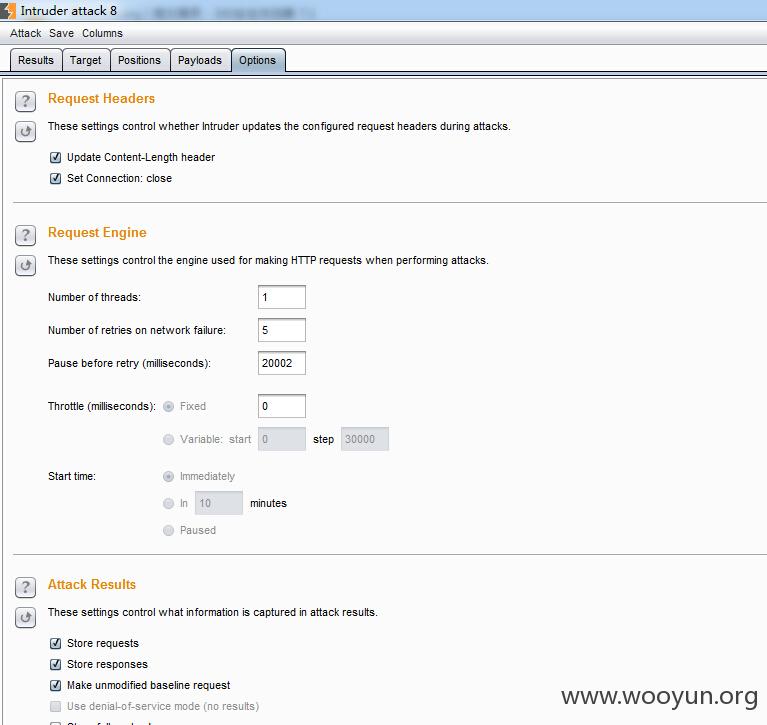 Intruder attack 8
Attack Save Columns
Results Target Positions Payloads Options
? Request Headers
These settings control whether Intruder updates the configured request headers during attacks.
Update Content-Length header
Set Connection: close
? Request Engine
These settings control the engine used for making HTTP requests when performing attacks.
Number of threads: 1
Number of retries on network failure: 5
Pause before retry (milliseconds): 20002
Throttle (milliseconds): Fixed 0
Variable: start 0 step 30000
Start time: Immediately
In 10 minutes
Paused
? Attack Results
These settings control what information is captured in attack results.
Store requests
Store responses
Make unmodified baseline request
Use denial-of-service mode (no results)
www.wooyun.org